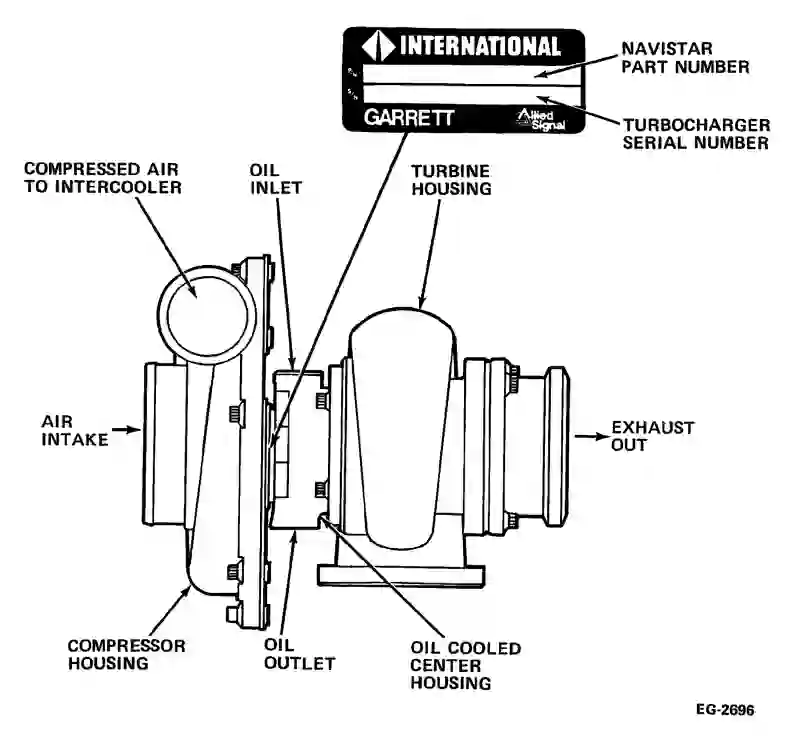 INTERNATIONAL
P/N
S/N
GARRETT
Allied
Signal
NAVISTAR
PART NUMBER
TURBOCHARGER
SERIAL NUMBER
COMPRESSED AIR
TO INTERCOOLER
OIL
INLET
TURBINE
HOUSING
AIR
INTAKE
EXHAUST
OUT
COMPRESSOR
HOUSING
OIL
OUTLET
OIL COOLED
CENTER
HOUSING
EG-2696